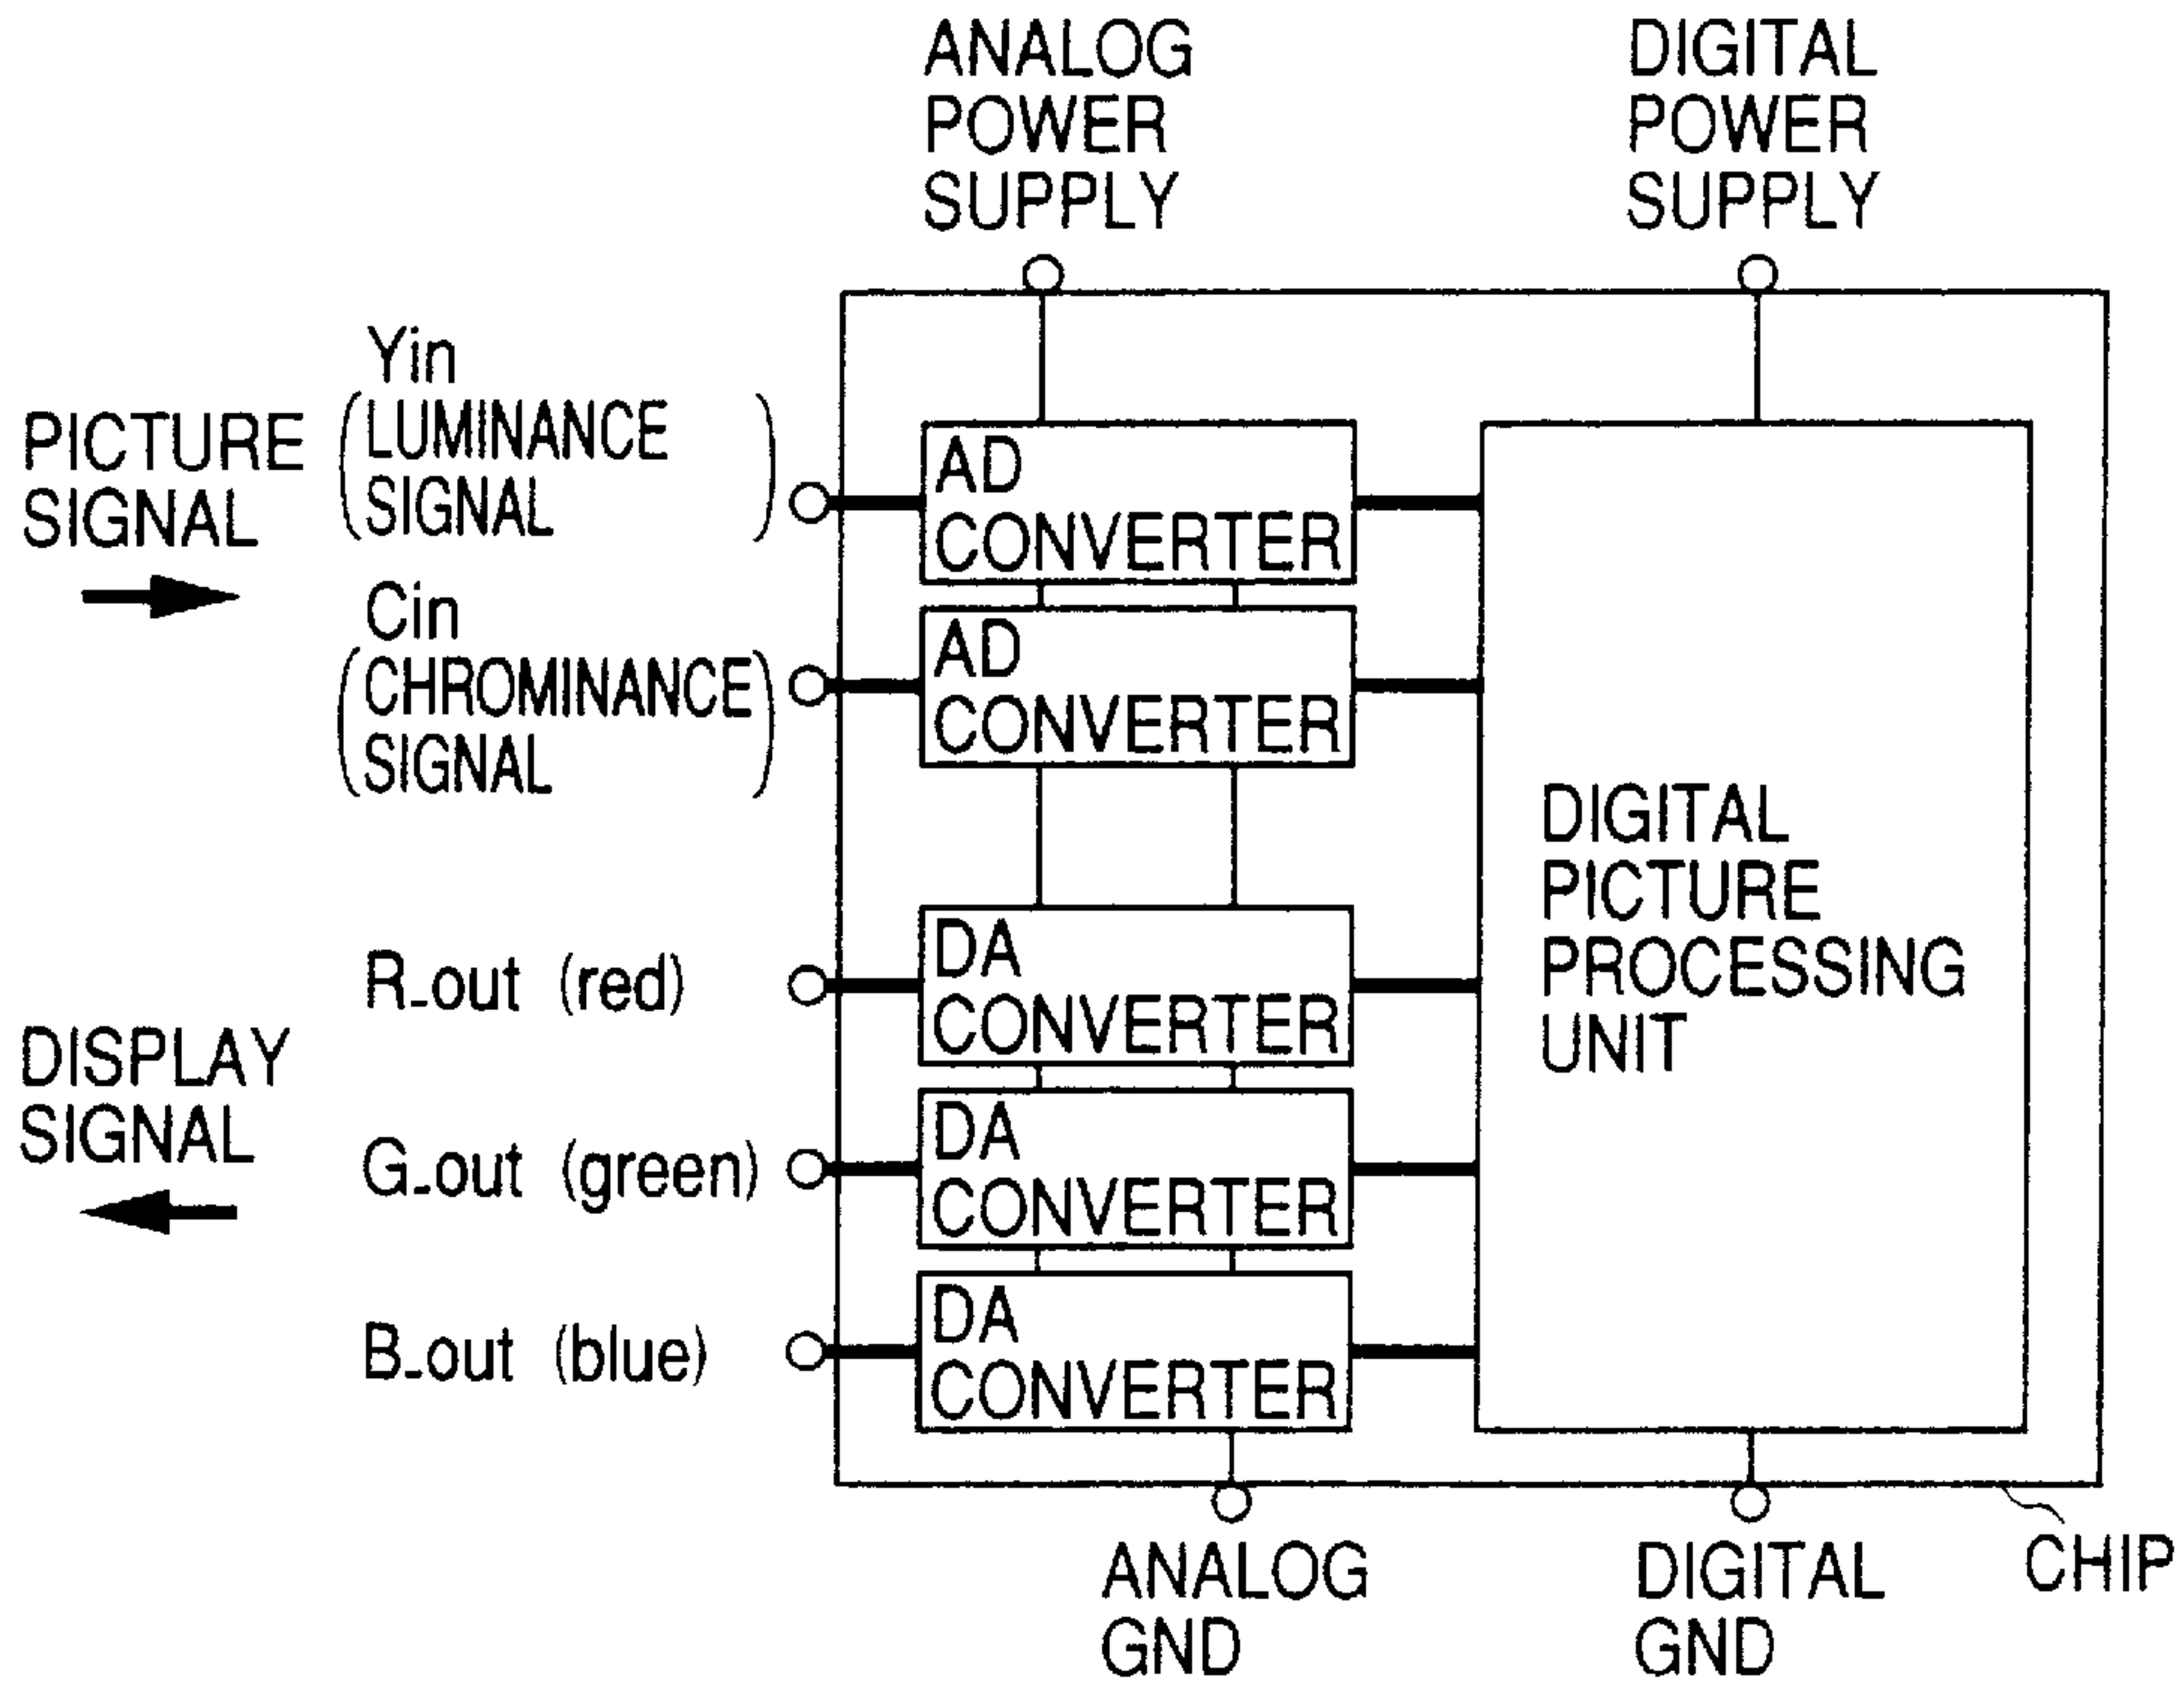 ANALOG
POWER
SUPPLY
DIGITAL
POWER
SUPPLY
PICTURE
SIGNAL
Yin
(LUMINANCE
SIGNAL)
Cin
(CHROMINANCE
SIGNAL)
AD
CONVERTER
AD
CONVERTER
DISPLAY
SIGNAL
R_out (red)
G_out (green)
B_out (blue)
DA
CONVERTER
DA
CONVERTER
DA
CONVERTER
DIGITAL
PICTURE
PROCESSING
UNIT
ANALOG
GND
DIGITAL
GND
CHIP